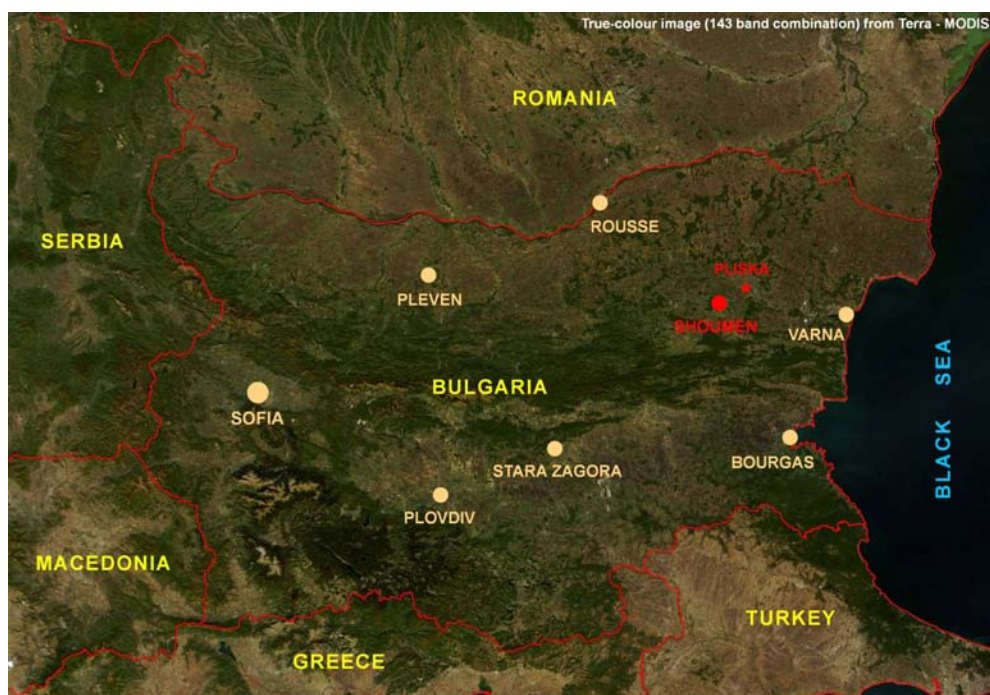 True-colour image (143 band combination) from Terra - MODIS
ROMANIA
ROUSSE
SERBIA
PLISKA
PLEVEN
SHOUMEN
VARNA
BULGARIA
BLACK SEA
SOFIA
STARA ZAGORA
BOURGAS
PLOVDIV
MACEDONIA
TURKEY
GREECE